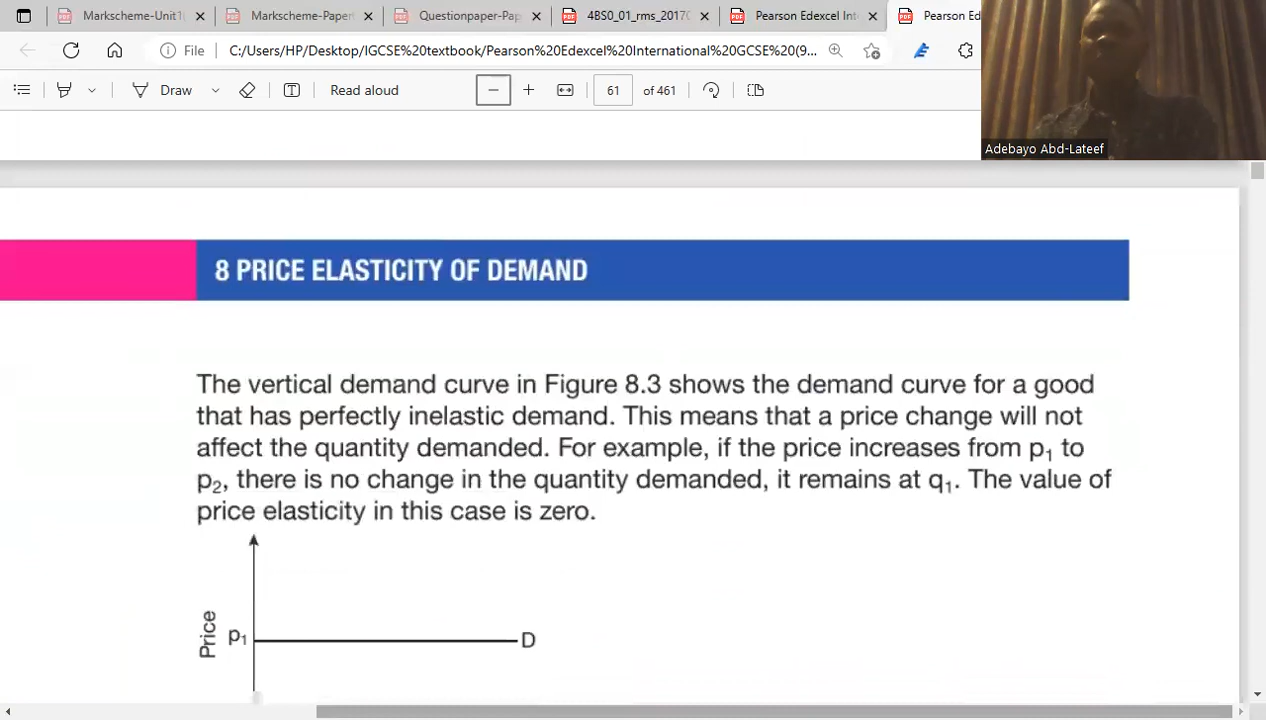 Markscheme-Unit1(
Markscheme-Paper
Questionpaper-Pap
4BS0_01_rms_20170
Pearson Edexcel Inte
Pearson Ed
File
C:/Users/HP/Desktop/IGCSE%20textbook/Pearson%20Edexcel%20International%20GCSE%20(9...
Draw
Read aloud
61
of 461
Adebayo Abd-Lateef
8 PRICE ELASTICITY OF DEMAND
The vertical demand curve in Figure 8.3 shows the demand curve for a good
that has perfectly inelastic demand. This means that a price change will not
affect the quantity demanded. For example, if the price increases from p₁ to
p₂, there is no change in the quantity demanded, it remains at q₁. The value of
price elasticity in this case is zero.
Price
p₁
D